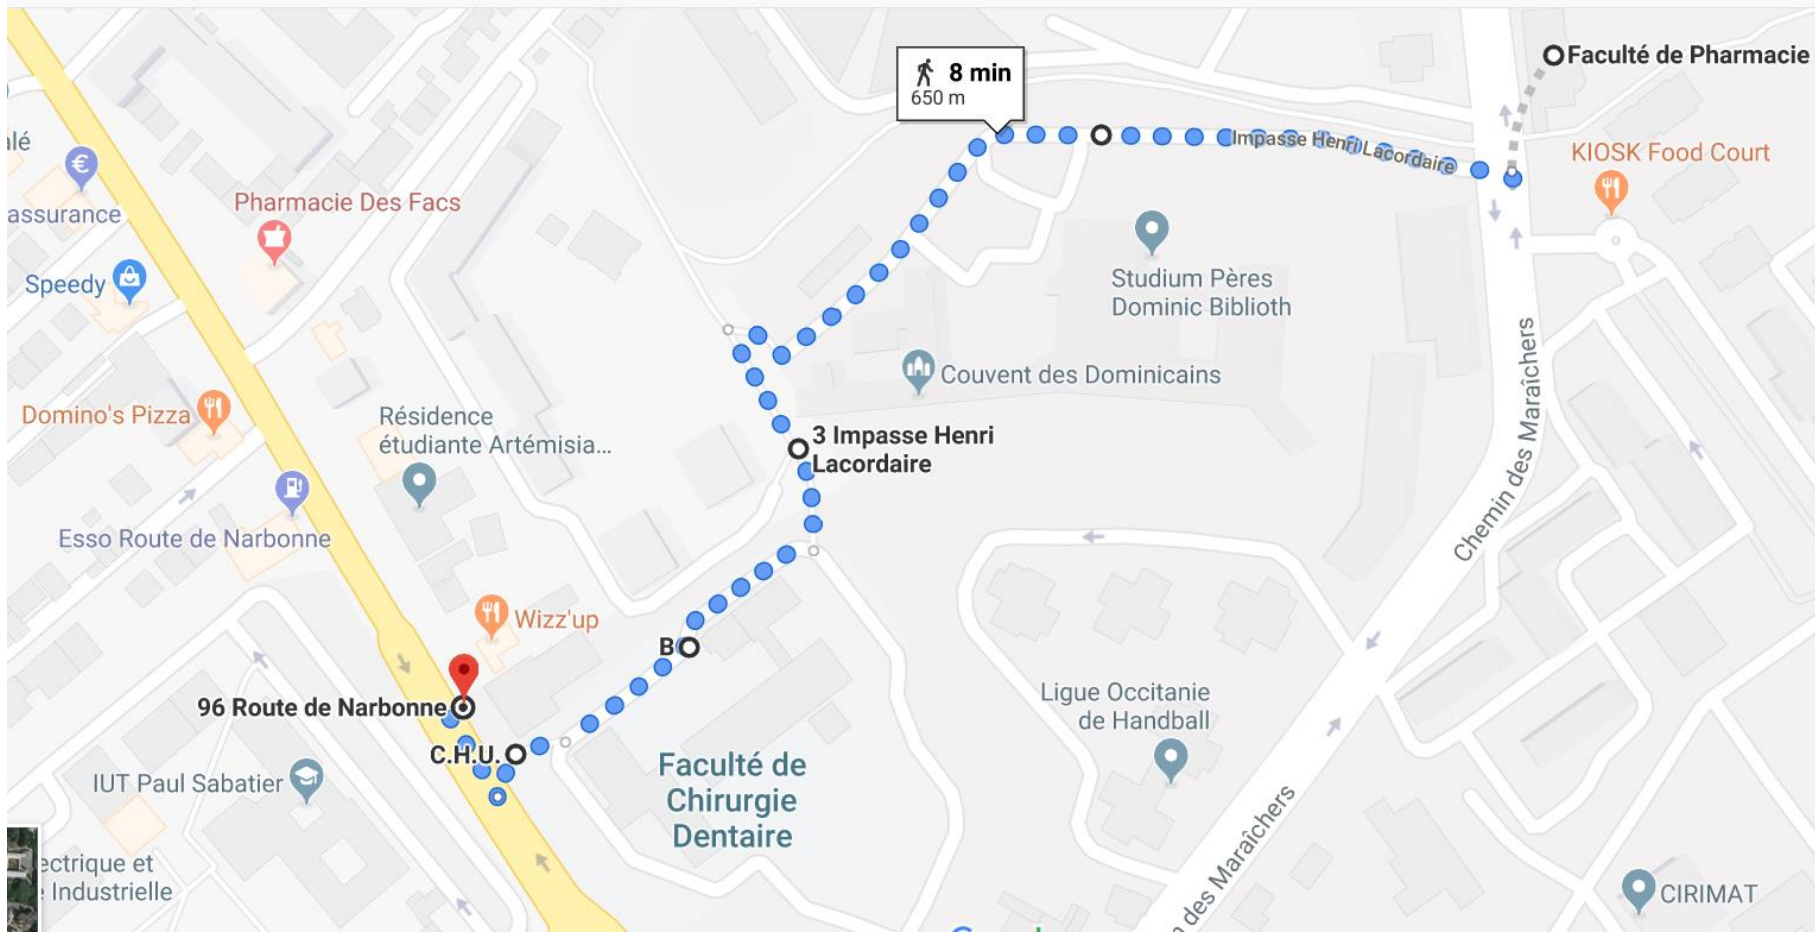 Faculté de Pharmacie
8 min
650 m
Impasse Henri Lacordaire
KIOSK Food Court
€
assurance
Pharmacie Des Facs
Speedy
Studium Pères
Dominic Biblioth
Couvent des Dominicains
Domino's Pizza
Résidence
étudiante Artémisia...
3 Impasse Henri
Lacordaire
Chemin des Maraîchers
Esso Route de Narbonne
Wizz'up
B
96 Route de Narbonne
C.H.U.
Ligue Occitanie
de Handball
IUT Paul Sabatier
Faculté de
Chirurgie
Dentaire
des Maraîchers
ectrique et
Industrielle
CIRIMAT